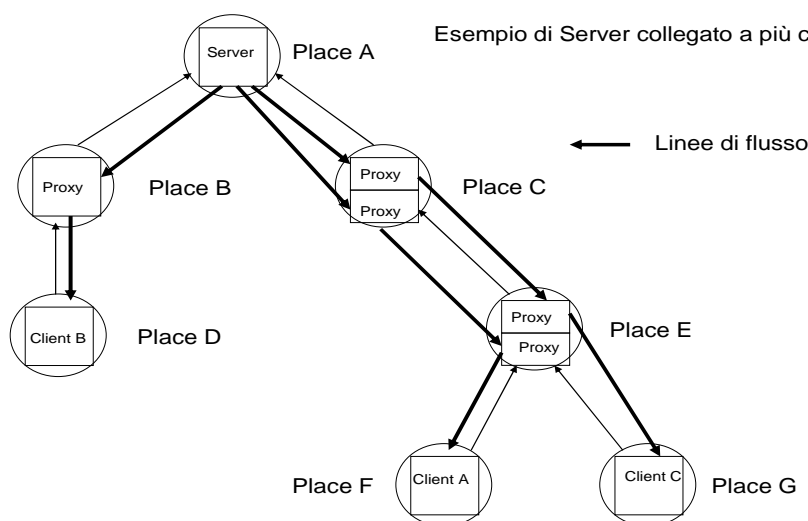 Esempio di Server collegato a più c
Server
Place A
Linee di flusso
Proxy
Place B
Proxy
Proxy
Place C
Client B
Place D
Proxy
Proxy
Place E
Place F
Client A
Client C
Place G